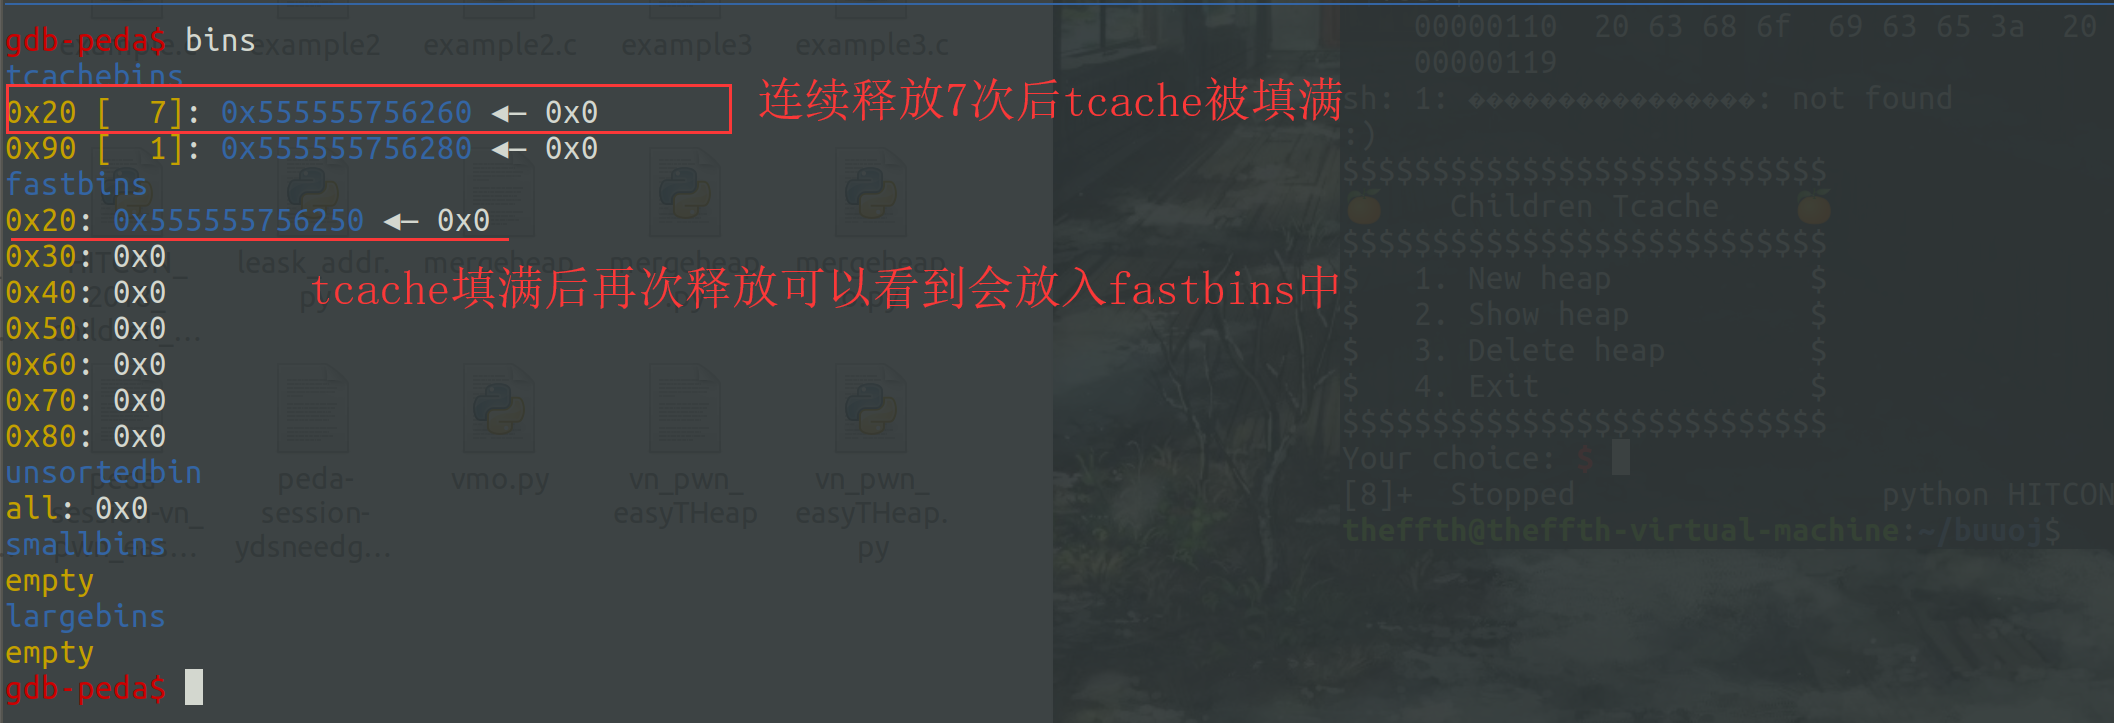 gdb-peda$ bins
tcachebins
0x20 [  7]: 0x555555756260 ◂— 0x0
连续释放7次后tcache被填满
0x90 [  1]: 0x555555756280 ◂— 0x0
fastbins
0x20: 0x555555756250 ◂— 0x0
0x30: 0x0
tcache填满后再次释放可以看到会放入fastbins中
0x40: 0x0
0x50: 0x0
0x60: 0x0
0x70: 0x0
0x80: 0x0
unsortedbin
all: 0x0
smallbins
empty
largebins
empty
gdb-peda$
example2
example2.c
example3
example3.c
leask_addr.
py
mergeheap
mergeheap
mergeheap
peda-
session-
ydsneedg...
vmo.py
vn_pwn_
easyTHeap
vn_pwn_
easyTHeap.
py
00000110  20 63 68 6f  69 63 65 3a  20
00000119
sh: 1: �������������������: not found
:)
$$$$$$$$$$$$$$$$$$$$$$$$$$$
🍊    Children Tcache    🍊
$$$$$$$$$$$$$$$$$$$$$$$$$$$
$   1. New heap           $
$   2. Show heap          $
$   3. Delete heap        $
$   4. Exit               $
$$$$$$$$$$$$$$$$$$$$$$$$$$$
Your choice: $
[8]+  Stopped                 python HITCON
theffth@theffth-virtual-machine:~/buuoj$